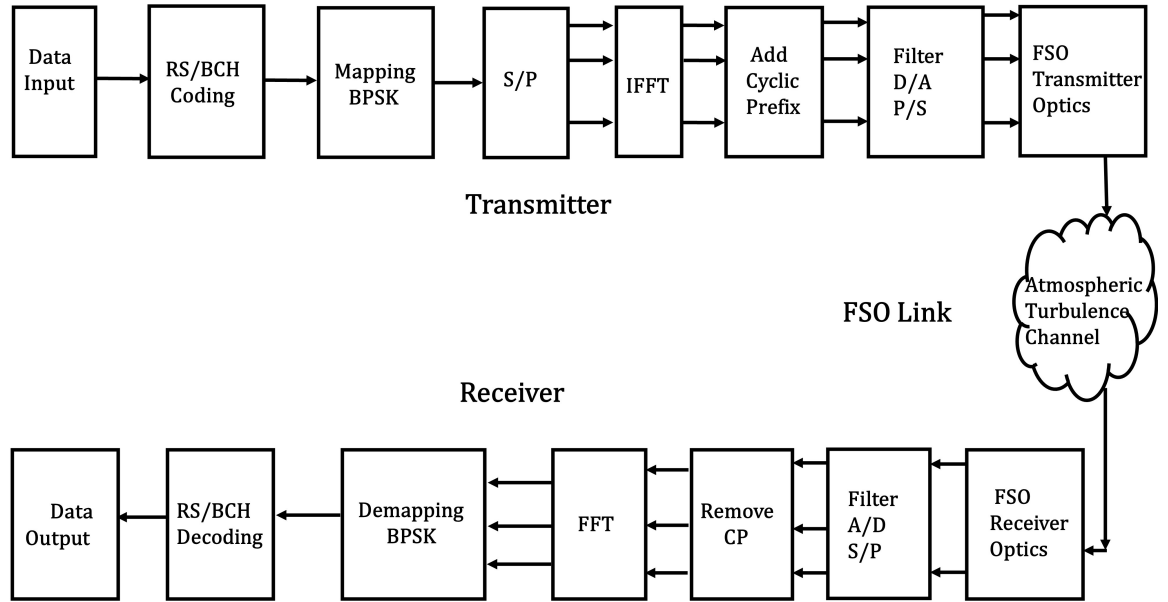 Data
Input
RS/BCH
Coding
Mapping
BPSK
S/P
IFFT
Add
Cyclic
Prefix
Filter
D/A
P/S
FSO
Transmitter
Optics
Transmitter
Atmospheric
Turbulence
Channel
FSO Link
Receiver
Data
Output
RS/BCH
Decoding
Demapping
BPSK
FFT
Remove
CP
Filter
A/D
S/P
FSO
Receiver
Optics